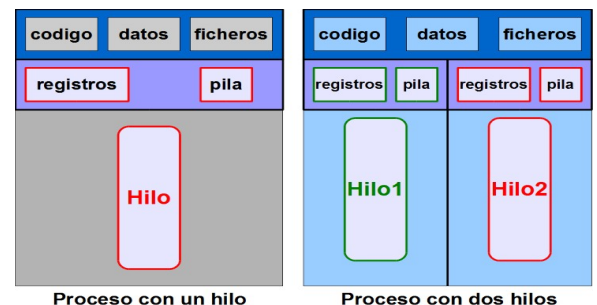 codigo datos ficheros
registros pila
Hilo
Proceso con un hilo
codigo datos ficheros
registros pila registros pila
Hilo1 Hilo2
Proceso con dos hilos